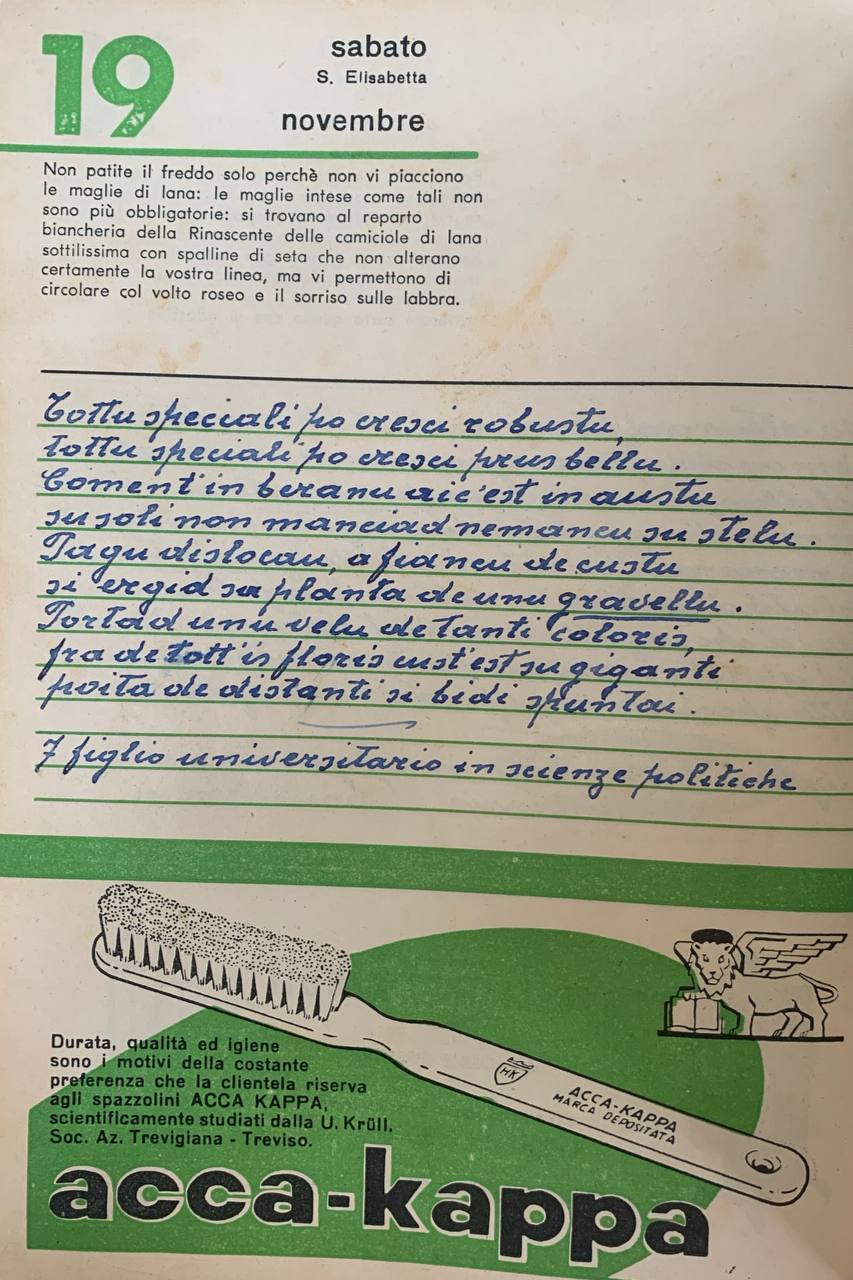 19
sabato
S. Elisabetta
novembre
Non patite il freddo solo perchè non vi piacciono
le maglie di lana: le maglie intese come tali non
sono più obbligatorie: si trovano al reparto
biancheria della Rinascente delle camiciole di lana
sottilissima con spalline di seta che non alterano
certamente la vostra linea, ma vi permettono di
circolare col volto roseo e il sorriso sulle labbra.
Tottu speciali po cresci robustu,
tottu speciali po cresci prus bellu.
Coment'in beranu aic'est in austu
su soli non manciad nemancu su stelu.
Pagu dislocau, a fiancu de custu
si ergid sa planta de unu gravellu.
Portad unu velu de tanti coloris,
fra de tott'is floris cust'est su giganti
poita de distanti si bidi spuntai.
7 figlio universitario in scienze politiche
Durata, qualità ed igiene
sono i motivi della costante
preferenza che la clientela riserva
agli spazzolini ACCA KAPPA,
scientificamente studiati dalla U. Krüll.
Soc. Az. Trevigiana - Treviso.
HK
ACCA-KAPPA
MARCA DEPOSITATA
acca-kappa